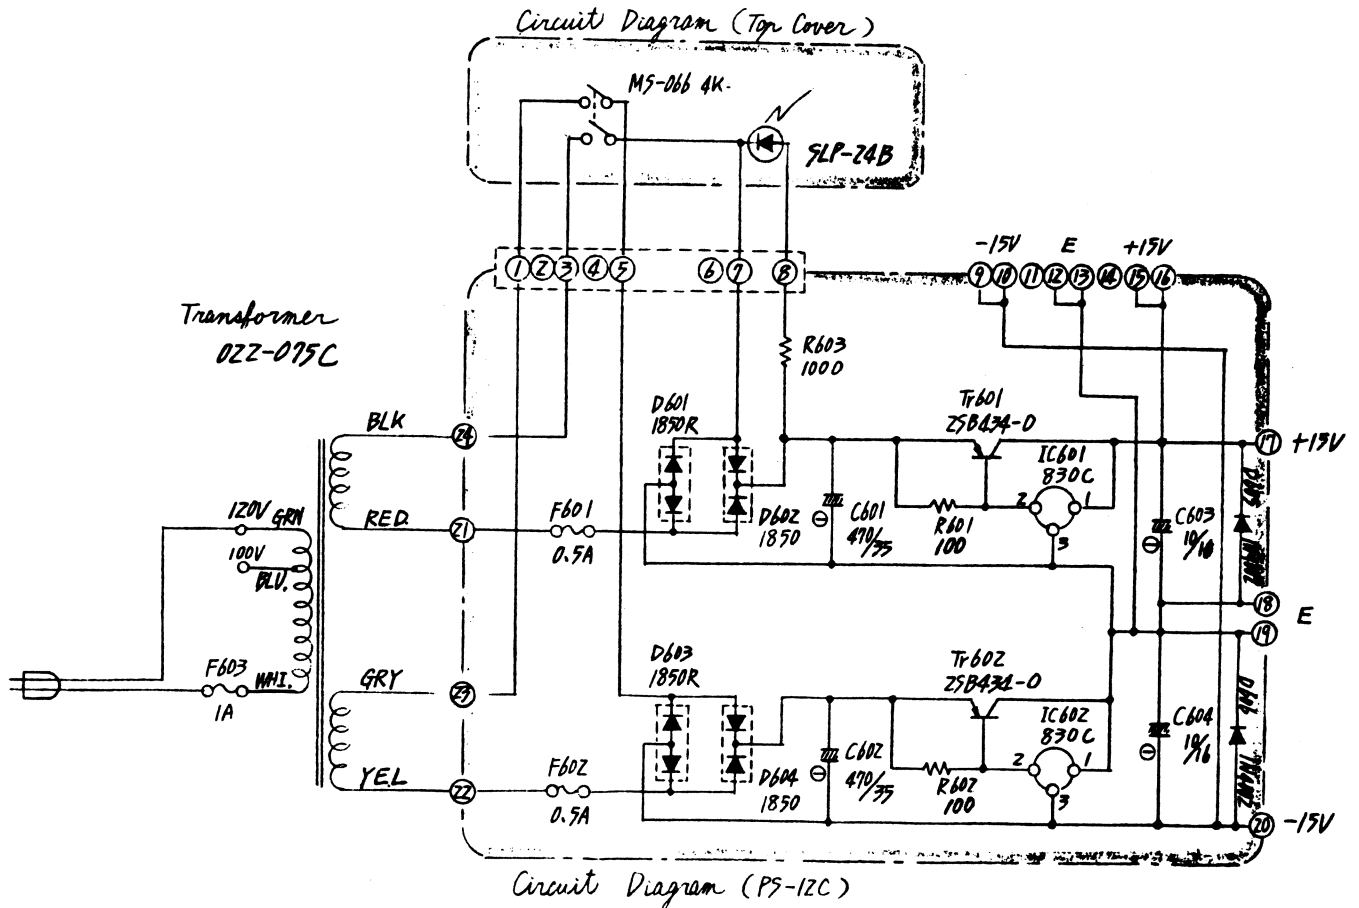 Circuit Diagram (Top Cover)
MS-066 4K.
SLP-24B
1 2 3 4 5 6 7 8
-15V E +15V
9 10 11 12 13 14 15 16
Transformer
022-075C
R603
1000
D601
1850R
Tr601
2SB434-O
BLK
24
IC601
830C
17 +15V
2 1
120V GRN
RED.
21
F601
0.5A
D602
1850
C601
470/35
R601
100
3
C603
10/16
D605
100V
BLU.
18
E
19
F603
1A
WHI.
GRY
23
D603
1850R
Tr602
2SB434-O
IC602
830C
C604
10/16
D606
2 1
YEL
22
F602
0.5A
D604
1850
C602
470/35
R602
100
3
20 -15V
Circuit Diagram (PS-12C)